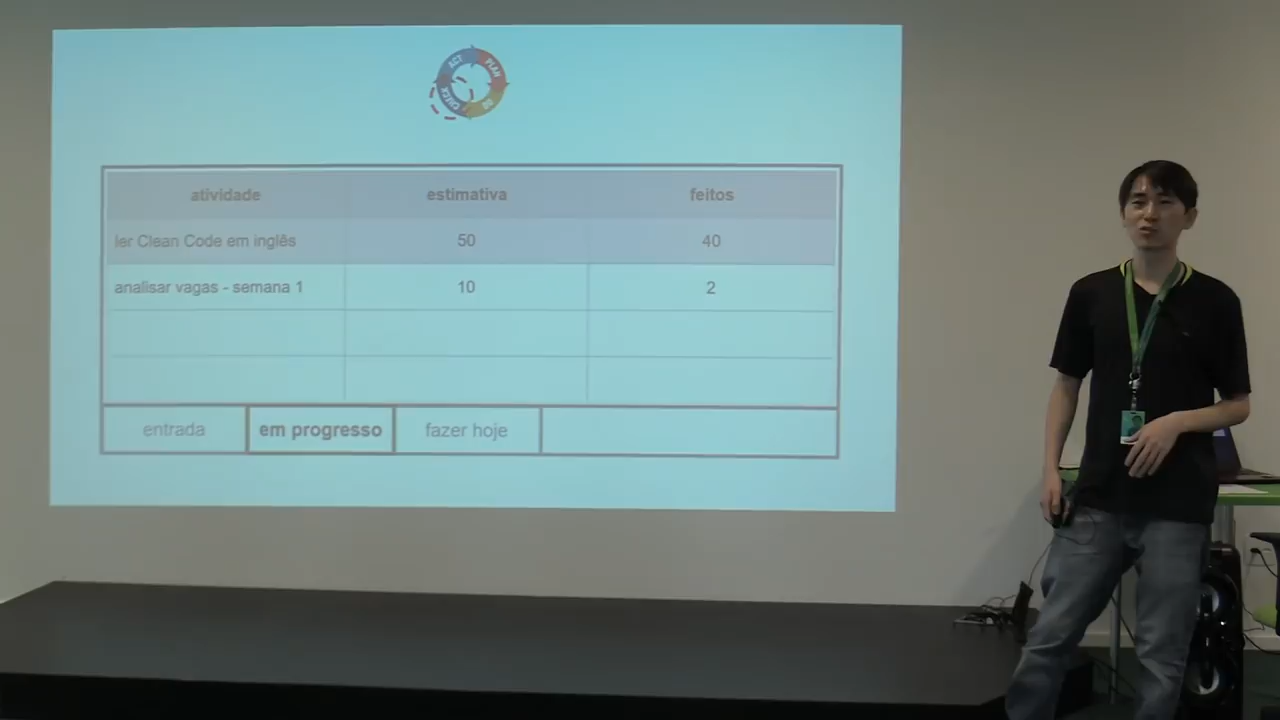 ACT PLAN
CHECK DO
atividade estimativa feitos
ler Clean Code em inglês 50 40
analisar vagas - semana 1 10 2
entrada em progresso fazer hoje